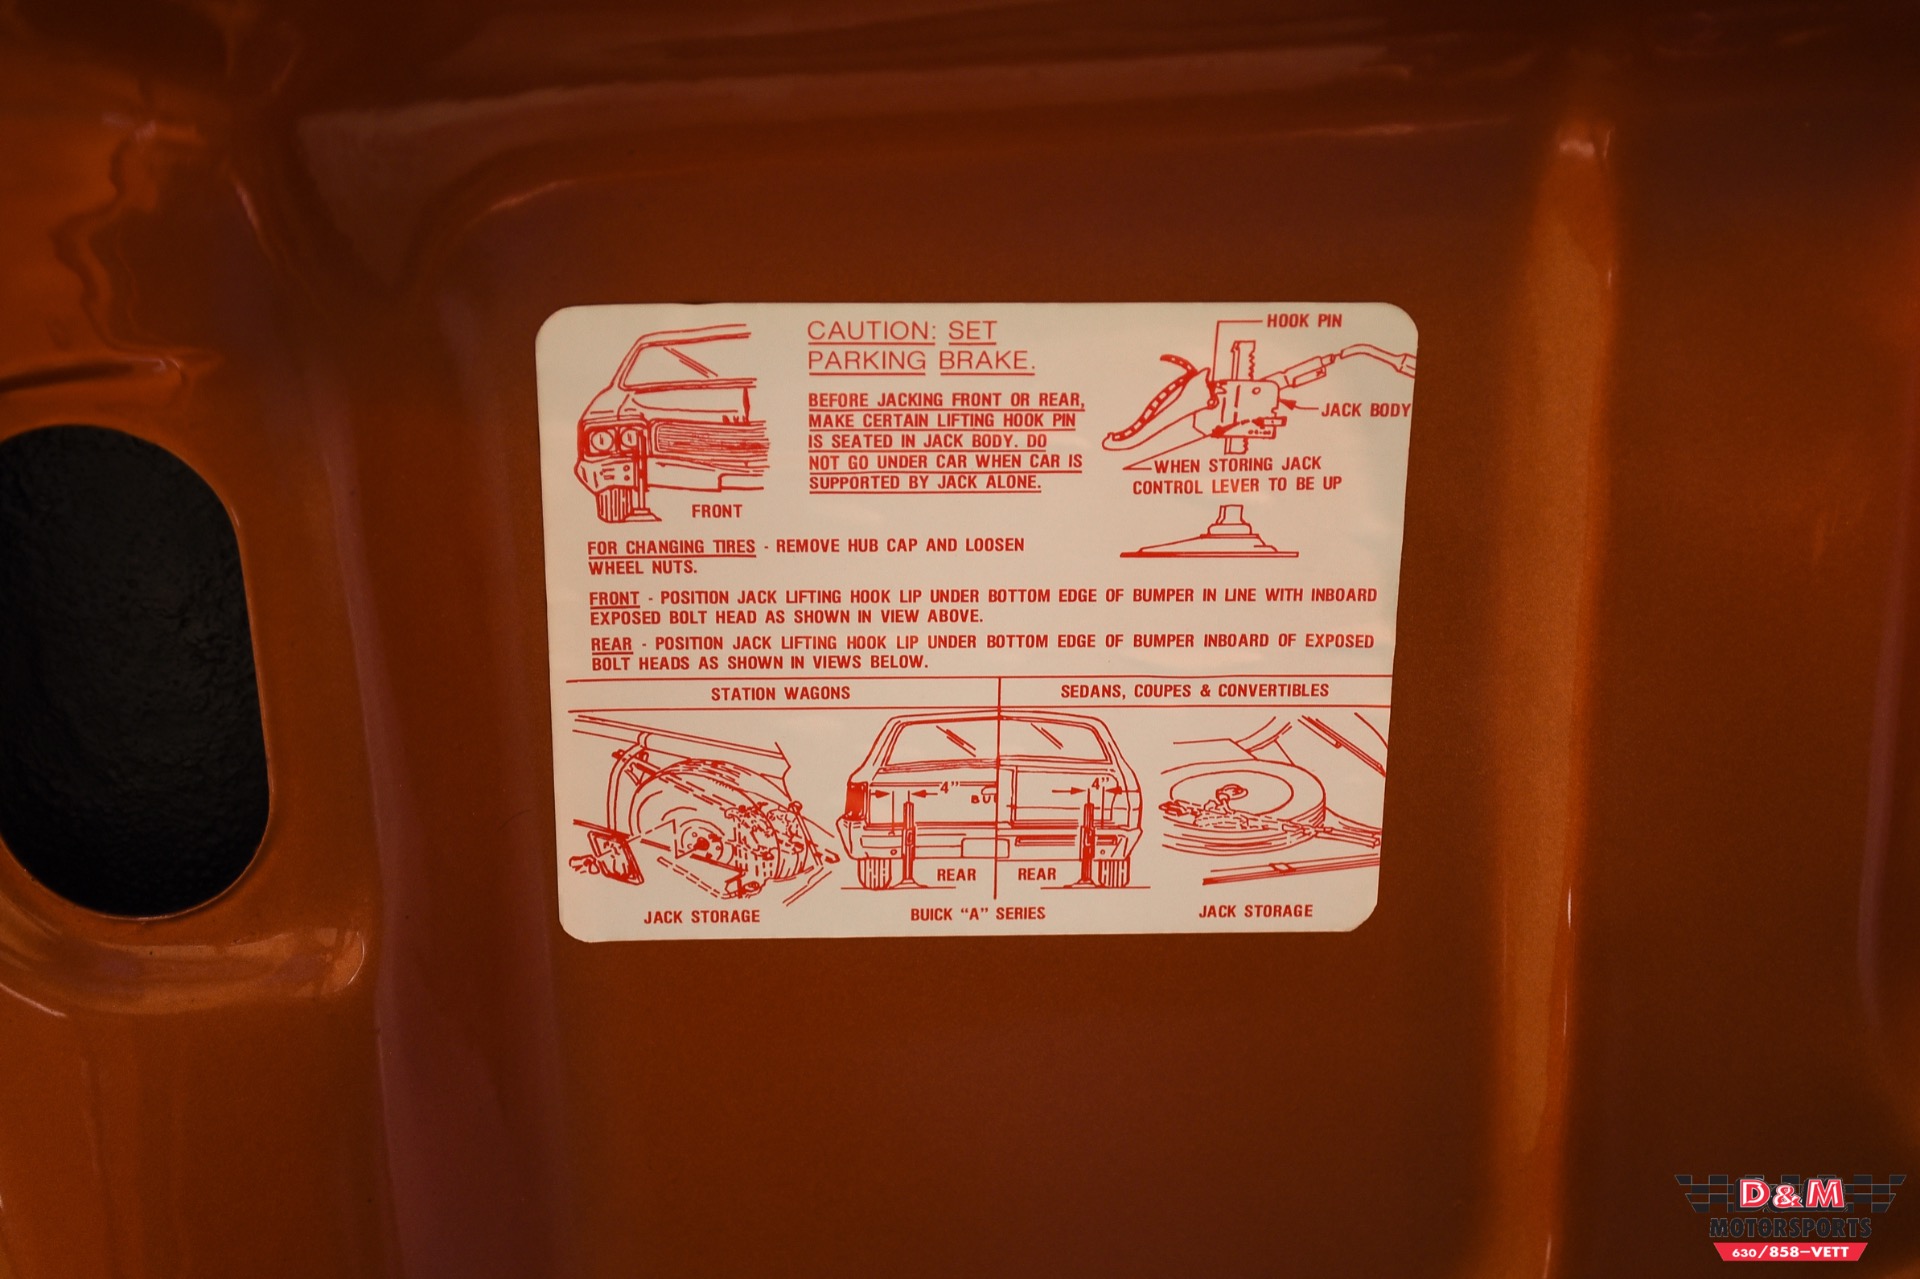 CAUTION: SET
PARKING BRAKE.
BEFORE JACKING FRONT OR REAR,
MAKE CERTAIN LIFTING HOOK PIN
IS SEATED IN JACK BODY. DO
NOT GO UNDER CAR WHEN CAR IS
SUPPORTED BY JACK ALONE.
FRONT
HOOK PIN
JACK BODY
WHEN STORING JACK
CONTROL LEVER TO BE UP
FOR CHANGING TIRES - REMOVE HUB CAP AND LOOSEN
WHEEL NUTS.
FRONT - POSITION JACK LIFTING HOOK LIP UNDER BOTTOM EDGE OF BUMPER IN LINE WITH INBOARD
EXPOSED BOLT HEAD AS SHOWN IN VIEW ABOVE.
REAR - POSITION JACK LIFTING HOOK LIP UNDER BOTTOM EDGE OF BUMPER INBOARD OF EXPOSED
BOLT HEADS AS SHOWN IN VIEWS BELOW.
STATION WAGONS
SEDANS, COUPES & CONVERTIBLES
4"
BUI
4"
REAR
REAR
JACK STORAGE
BUICK "A" SERIES
JACK STORAGE
D&M
MOTORSPORTS
630/858-VETT